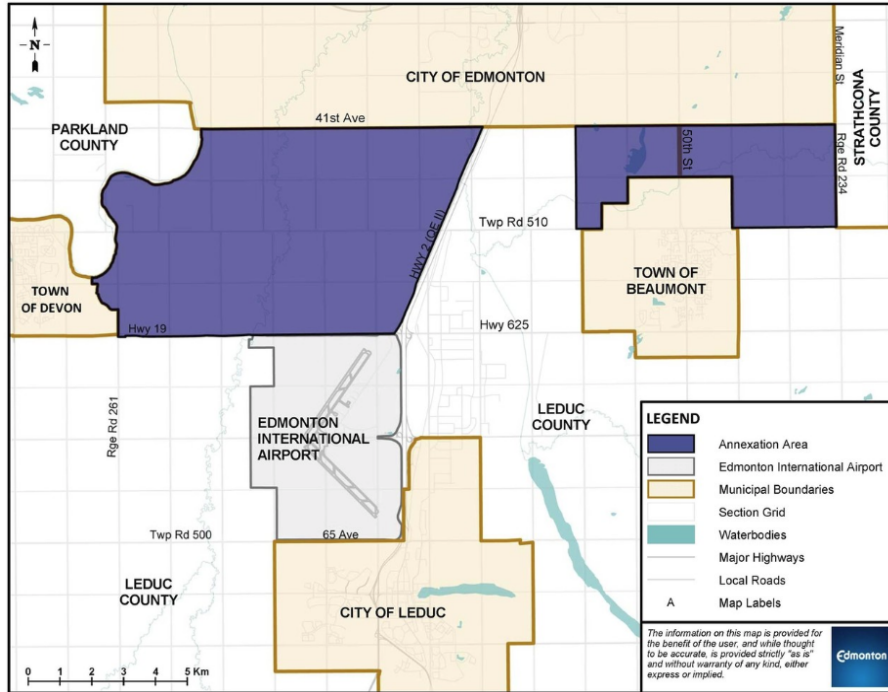 N
CITY OF EDMONTON
Meridian St
STRATHCONA
COUNTY
PARKLAND
COUNTY
41st Ave
50th St
Rge Rd 234
Twp Rd 510
HWY 2 (QE II)
TOWN
OF DEVON
TOWN OF
BEAUMONT
Hwy 19
Hwy 625
Rge Rd 261
EDMONTON
INTERNATIONAL
AIRPORT
LEDUC
COUNTY
Twp Rd 500
65 Ave
LEDUC
COUNTY
CITY OF LEDUC
0 1 2 3 4 5 Km
LEGEND
Annexation Area
Edmonton International Airport
Municipal Boundaries
Section Grid
Waterbodies
Major Highways
Local Roads
A Map Labels
The information on this map is provided for
the benefit of the user, and while thought
to be accurate, is provided strictly "as is"
and without warranty of any kind, either
express or implied.
Edmonton